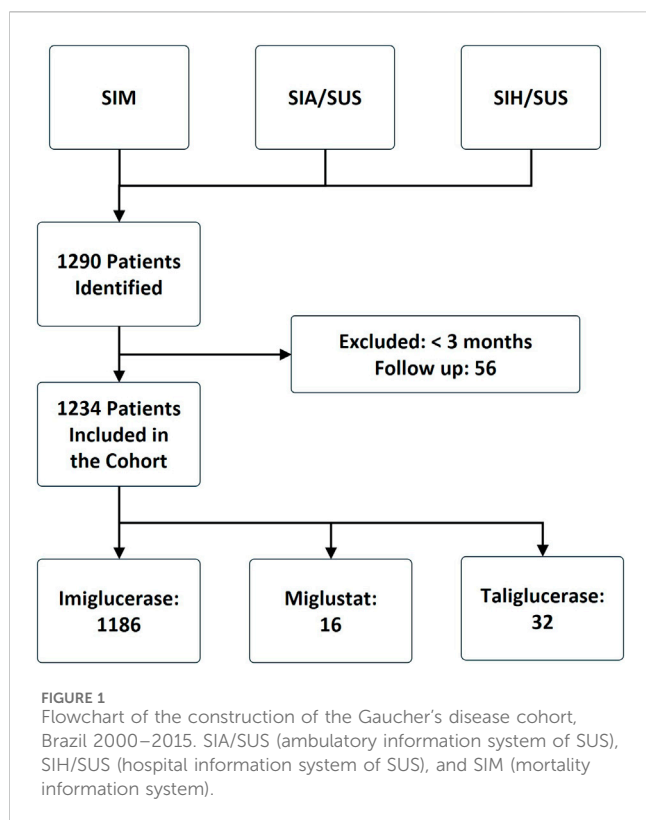 SIM
SIA/SUS
SIH/SUS
1290 Patients
Identified
Excluded: < 3 months
Follow up: 56
1234 Patients
Included in
the Cohort
Imiglucerase:
1186
Miglustat:
16
Taliglucerase:
32
FIGURE 1
Flowchart of the construction of the Gaucher’s disease cohort,
Brazil 2000–2015. SIA/SUS (ambulatory information system of SUS),
SIH/SUS (hospital information system of SUS), and SIM (mortality
information system).